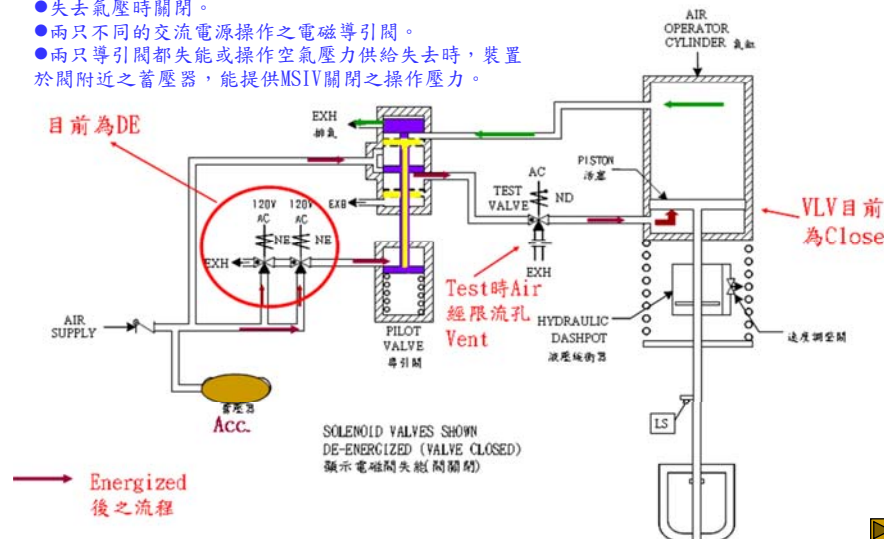 ●失去氣壓時關閉。
●兩只不同的交流電源操作之電磁導引閥。
●兩只導引閥都失能或操作空氣壓力供給失去時，裝置
於閥附近之蓄壓器，能提供MSIV關閉之操作壓力。
AIR
OPERATOR
CYLINDER 氣缸
EXH
排氣
目前為DE
PISTON
活塞
AC
TEST
VALVE
ND
120V 120V
AC AC
EXB
VLV目前
為Close
NE NE
EXH
EXH
Test時Air
經限流孔
Vent
AIR
SUPPLY
PILOT
VALVE
導引閥
HYDRAULIC
DASHPOT
液壓緩衝器
速度調整閥
蓄壓器
Acc.
LS
SOLENOID VALVES SHOWN
DE-ENERGIZED (VALVE CLOSED)
顯示電磁閥失能(閥關閉)
Energized
後之流程